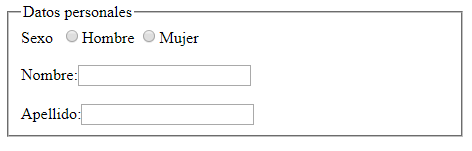 Datos personales
Sexo Hombre Mujer
Nombre:
Apellido: